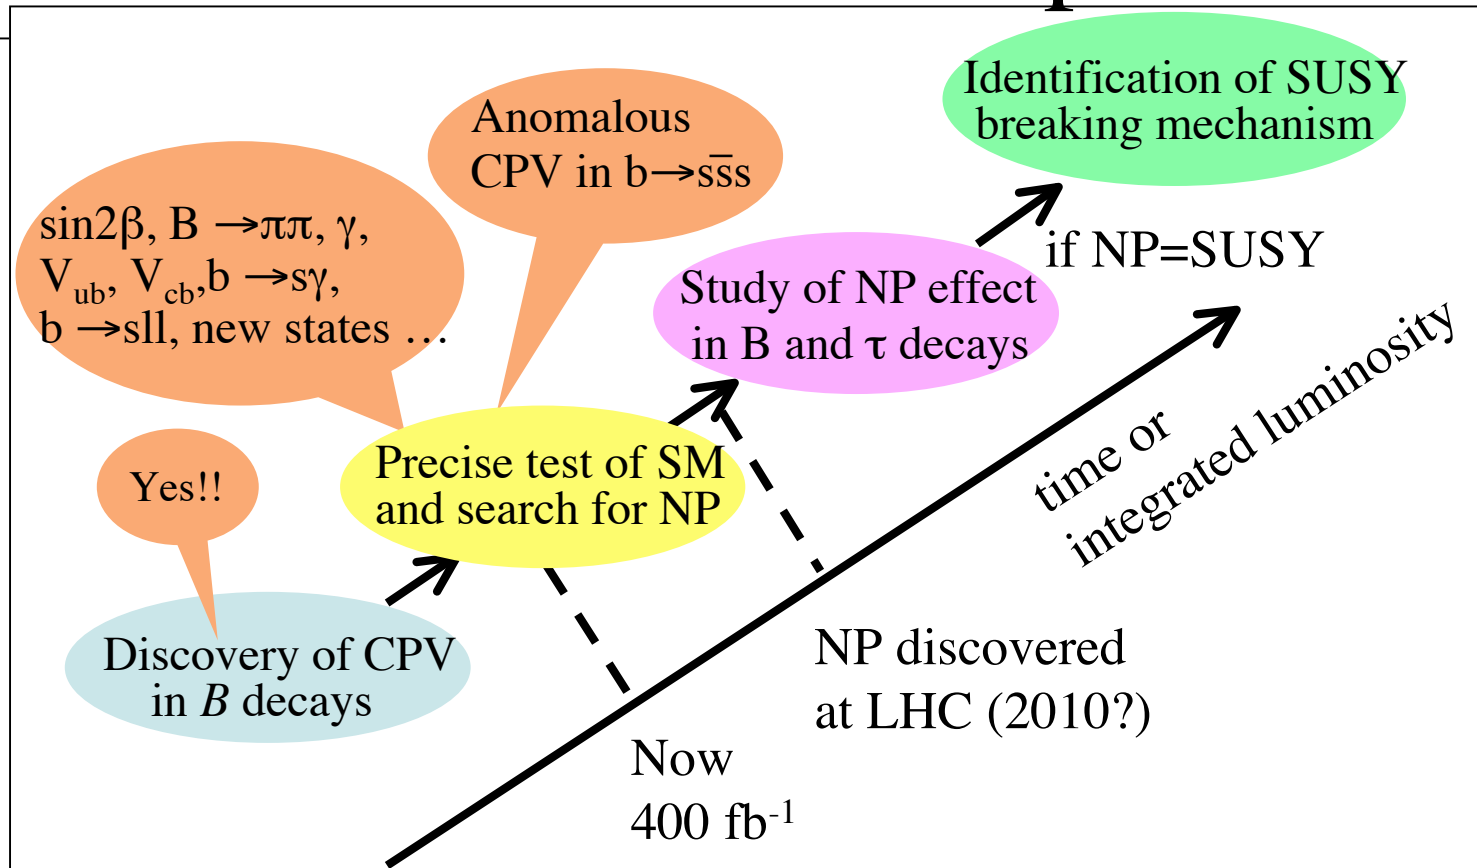 Identification of SUSY
breaking mechanism
Anomalous
CPV in b→ss̅s
sin2β, B →ππ, γ,
V_ub, V_cb,b →sγ,
b →sll, new states …
if NP=SUSY
Study of NP effect
in B and τ decays
Precise test of SM
and search for NP
Yes!!
Discovery of CPV
in B decays
time or
integrated luminosity
NP discovered
at LHC (2010?)
Now
400 fb⁻¹